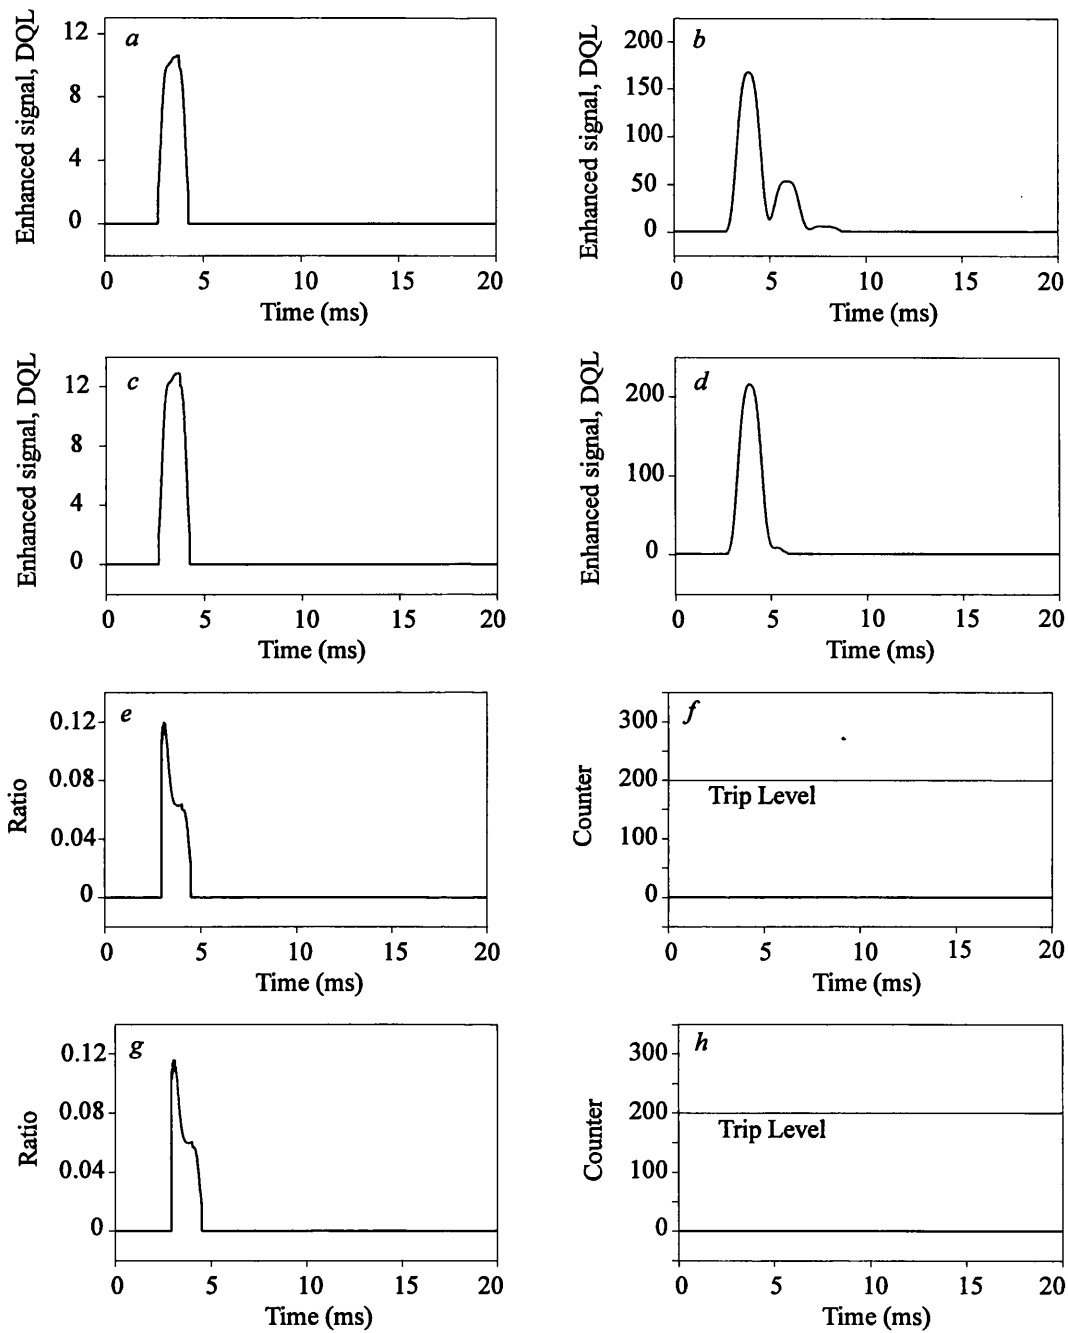 Enhanced signal, DQL
12
8
4
0
a
0 5 10 15 20
Time (ms)
Enhanced signal, DQL
200
150
100
50
0
b
0 5 10 15 20
Time (ms)
Enhanced signal, DQL
12
8
4
0
c
0 5 10 15 20
Time (ms)
Enhanced signal, DQL
200
100
0
d
0 5 10 15 20
Time (ms)
Ratio
0.12
0.08
0.04
0
e
0 5 10 15 20
Time (ms)
Counter
300
200
100
0
f
Trip Level
0 5 10 15 20
Time (ms)
Ratio
0.12
0.08
0.04
0
g
0 5 10 15 20
Time (ms)
Counter
300
200
100
0
h
Trip Level
0 5 10 15 20
Time (ms)